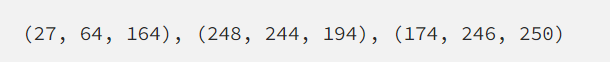 (27, 64, 164), (248, 244, 194), (174, 246, 250)